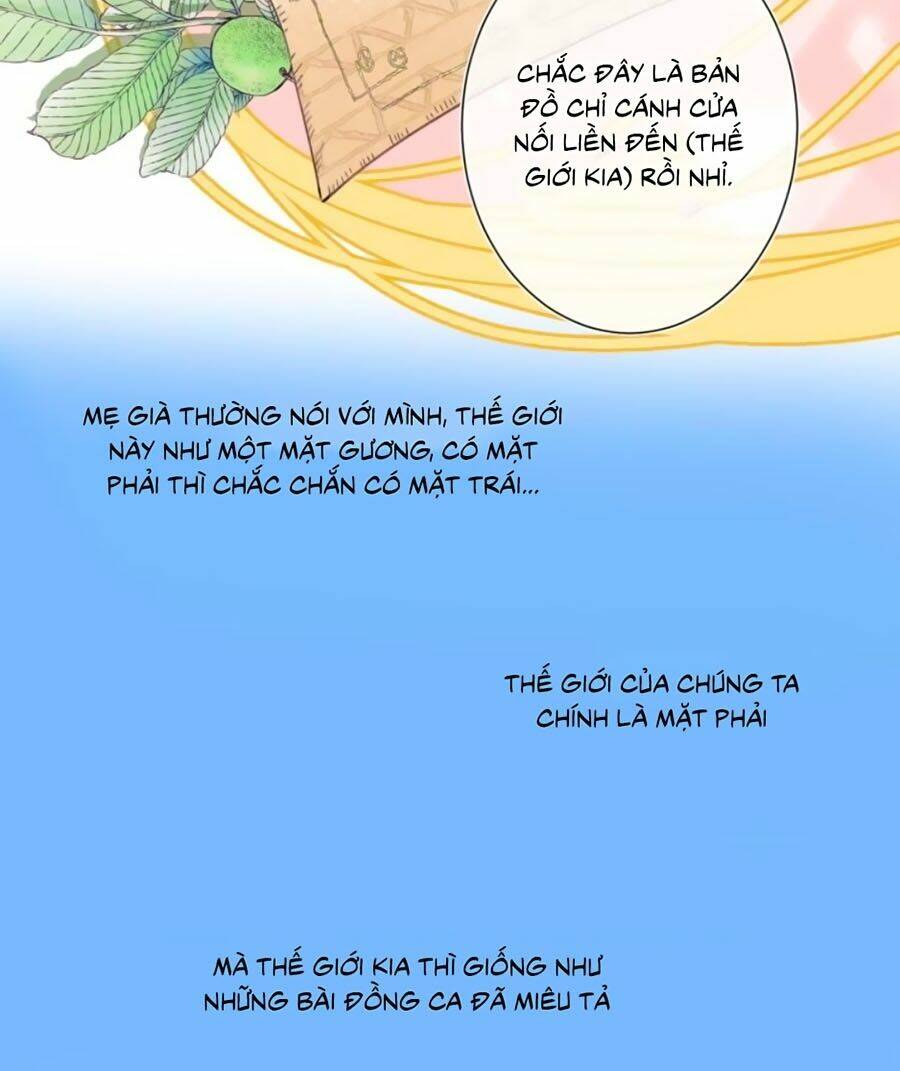 CHẮC ĐÂY LÀ BẢN
ĐỒ CHỈ CÁNH CỬA
NỐI LIỀN ĐẾN (THẾ
GIỚI KIA) RỒI NHỈ.
MẸ GIÀ THƯỜNG NÓI VỚI MÌNH, THẾ GIỚI
NÀY NHƯ MỘT MẶT GƯƠNG, CÓ MẶT
PHẢI THÌ CHẮC CHẮN CÓ MẶT TRÁI...
THẾ GIỚI CỦA CHÚNG TA
CHÍNH LÀ MẶT PHẢI
MÀ THẾ GIỚI KIA THÌ GIỐNG NHƯ
NHỮNG BÀI ĐỒNG CA ĐÃ MIÊU TẢ